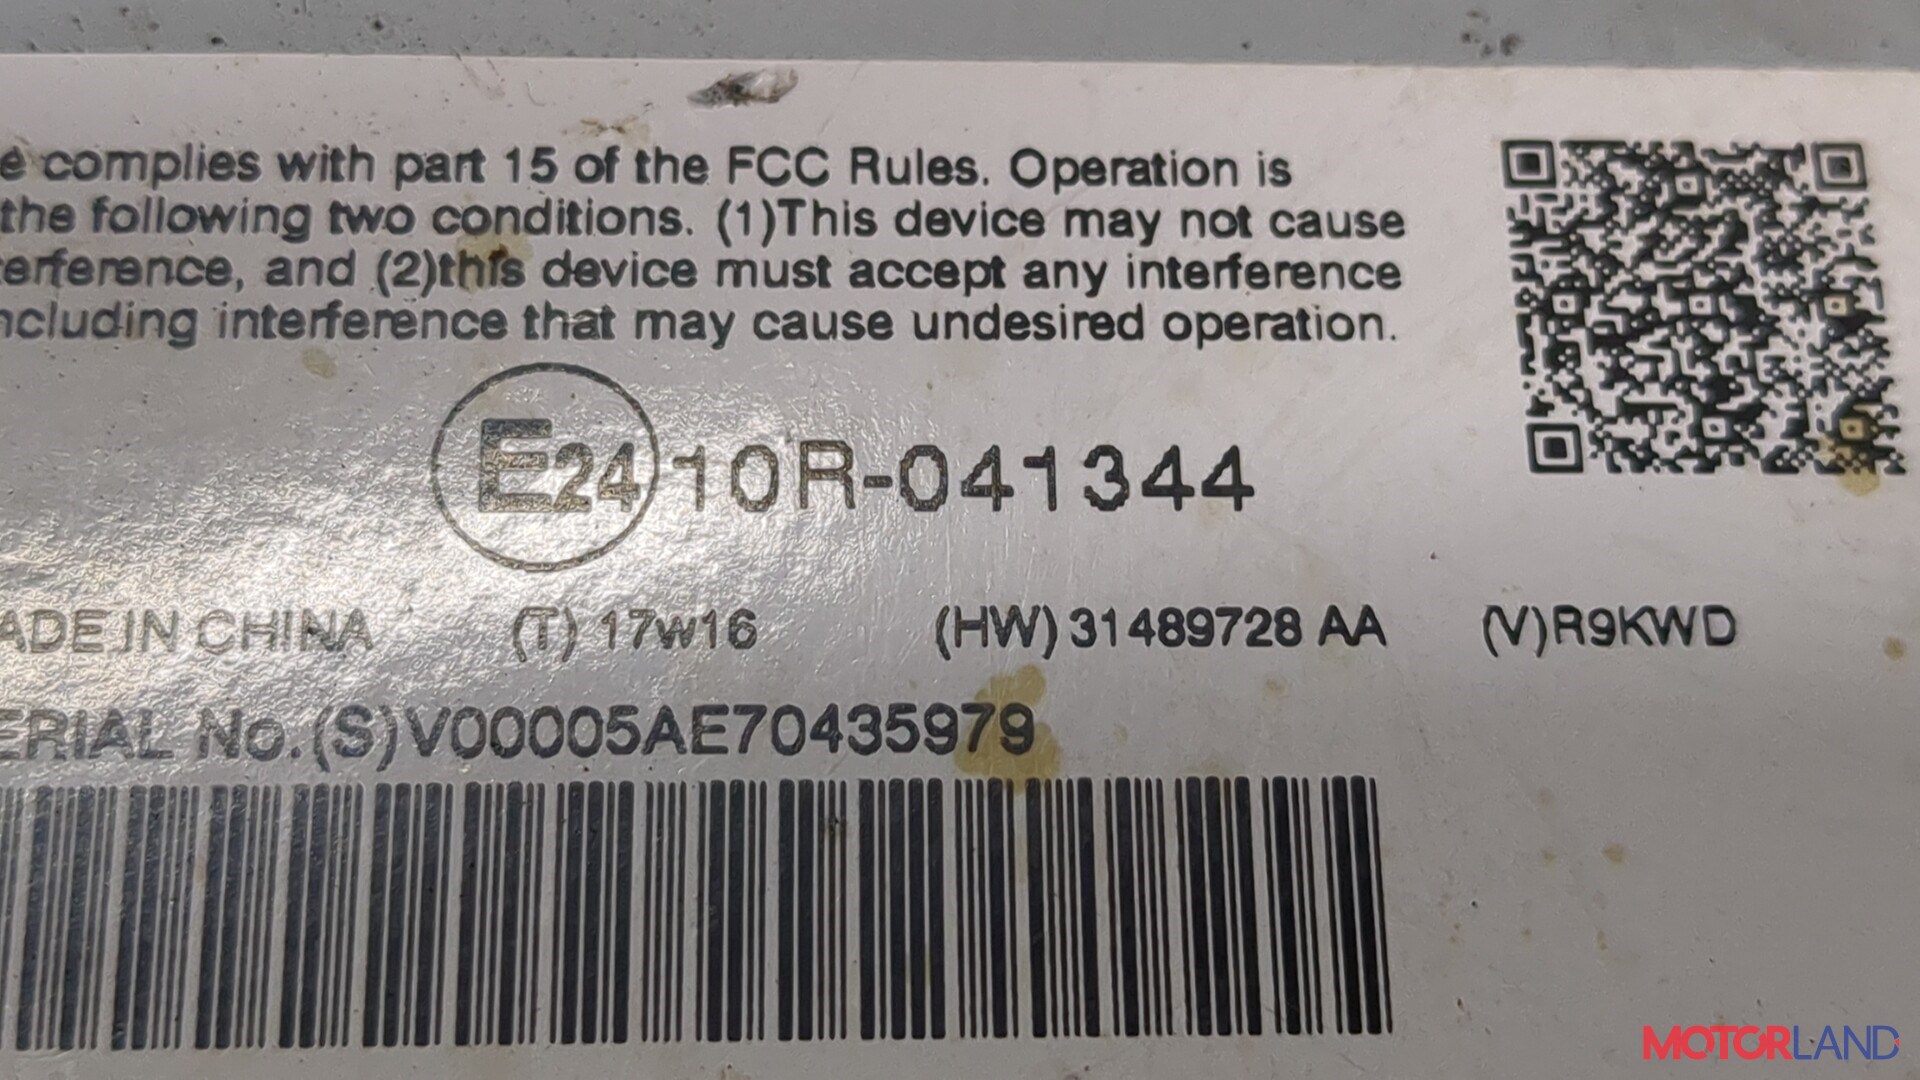 e complies with part 15 of the FCC Rules. Operation is
the following two conditions. (1)This device may not cause
erference, and (2)this device must accept any interference
ncluding interference that may cause undesired operation.
E24 10R-041344
ADE IN CHINA (T) 17w16 (HW) 31489728 AA (V)R9KWD
ERIAL No.(S)V00005AE70435979
MOTORLAND